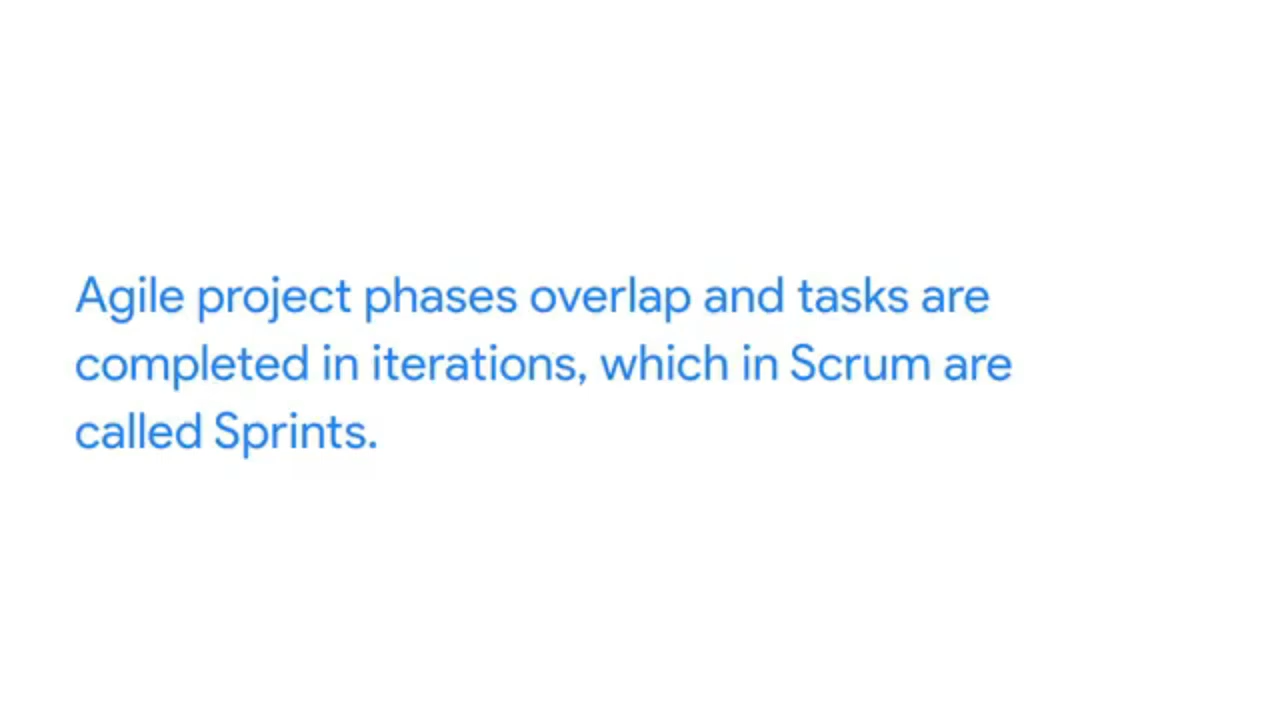 Agile project phases overlap and tasks are
completed in iterations, which in Scrum are
called Sprints.